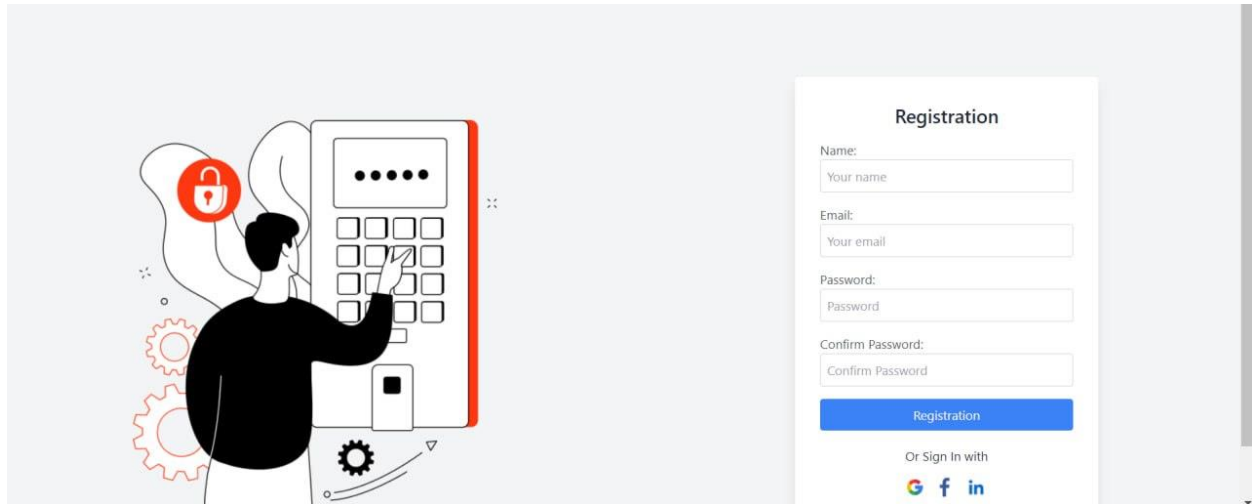 Registration
Name:
Your name
Email:
Your email
Password:
Password
Confirm Password:
Confirm Password
Registration
Or Sign In with
G f in